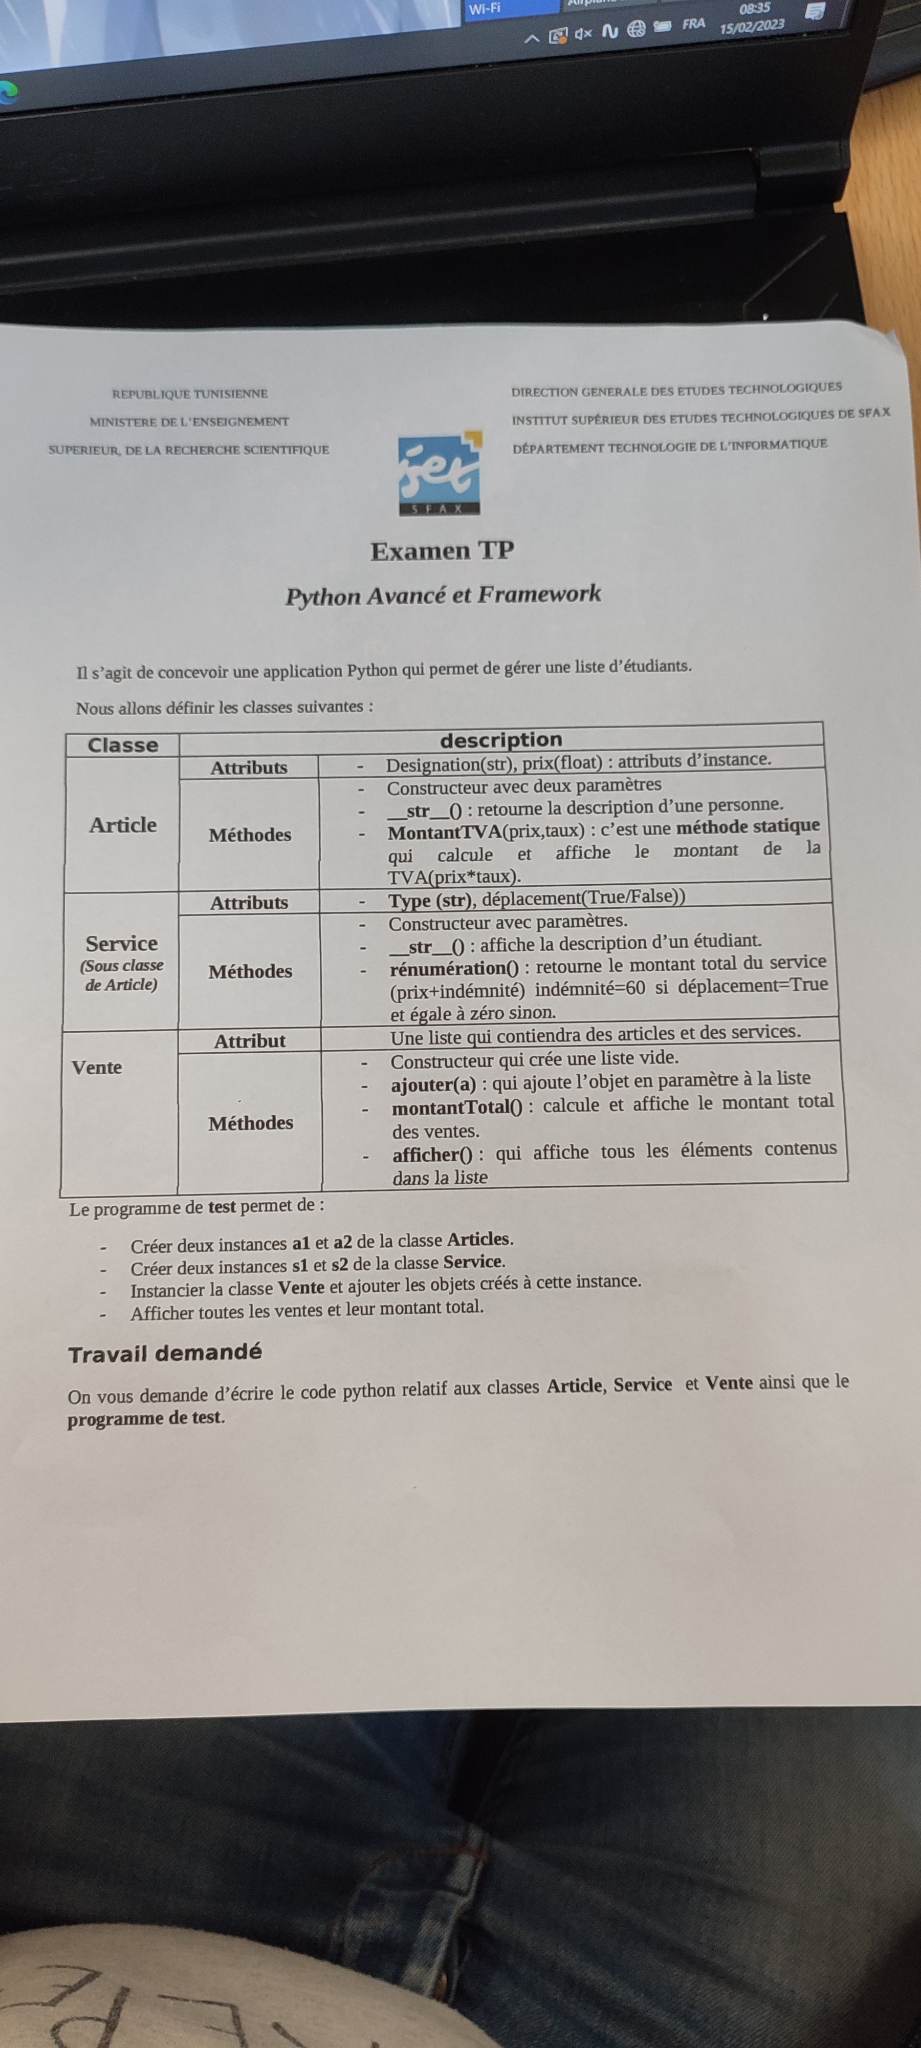 Wi-Fi
08:35
FRA
15/02/2023
REPUBLIQUE TUNISIENNE
MINISTERE DE L'ENSEIGNEMENT
SUPERIEUR, DE LA RECHERCHE SCIENTIFIQUE
DIRECTION GENERALE DES ETUDES TECHNOLOGIQUES
INSTITUT SUPÉRIEUR DES ETUDES TECHNOLOGIQUES DE SFAX
DÉPARTEMENT TECHNOLOGIE DE L'INFORMATIQUE
iset
SFAX
Examen TP
Python Avancé et Framework
Il s'agit de concevoir une application Python qui permet de gérer une liste d'étudiants.
Nous allons définir les classes suivantes :
Classe description
Article
Attributs
- Designation(str), prix(float) : attributs d'instance.
Méthodes
- Constructeur avec deux paramètres
- __str__() : retourne la description d'une personne.
- MontantTVA(prix,taux) : c'est une méthode statique
qui calcule et affiche le montant de la
TVA(prix*taux).
Service
(Sous classe
de Article)
Attributs
- Type (str), déplacement(True/False))
Méthodes
- Constructeur avec paramètres.
- __str__() : affiche la description d'un étudiant.
- rénumération() : retourne le montant total du service
(prix+indémnité) indémnité=60 si déplacement=True
et égale à zéro sinon.
Vente
Attribut
Une liste qui contiendra des articles et des services.
Méthodes
- Constructeur qui crée une liste vide.
- ajouter(a) : qui ajoute l'objet en paramètre à la liste
- montantTotal() : calcule et affiche le montant total
des ventes.
- afficher() : qui affiche tous les éléments contenus
dans la liste
Le programme de test permet de :
- Créer deux instances a1 et a2 de la classe Articles.
- Créer deux instances s1 et s2 de la classe Service.
- Instancier la classe Vente et ajouter les objets créés à cette instance.
- Afficher toutes les ventes et leur montant total.
Travail demandé
On vous demande d'écrire le code python relatif aux classes Article, Service et Vente ainsi que le
programme de test.